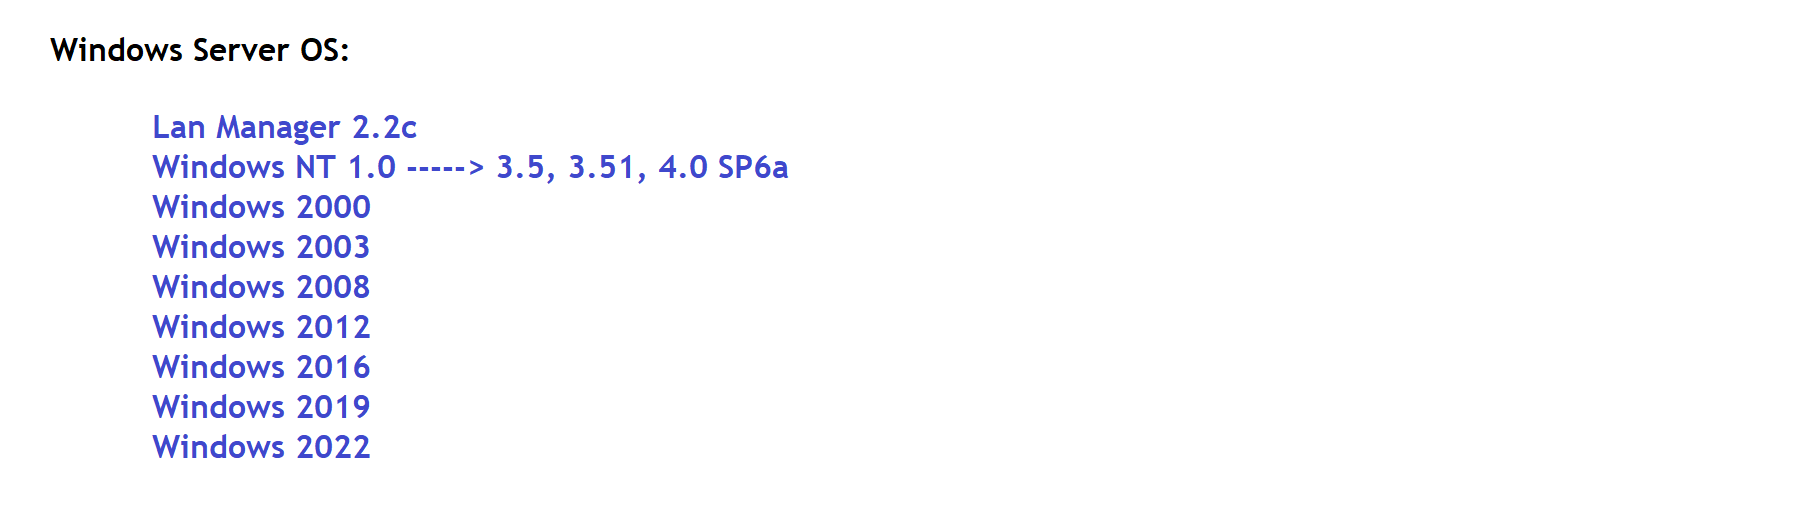 Windows Server OS:
Lan Manager 2.2c
Windows NT 1.0 -----> 3.5, 3.51, 4.0 SP6a
Windows 2000
Windows 2003
Windows 2008
Windows 2012
Windows 2016
Windows 2019
Windows 2022